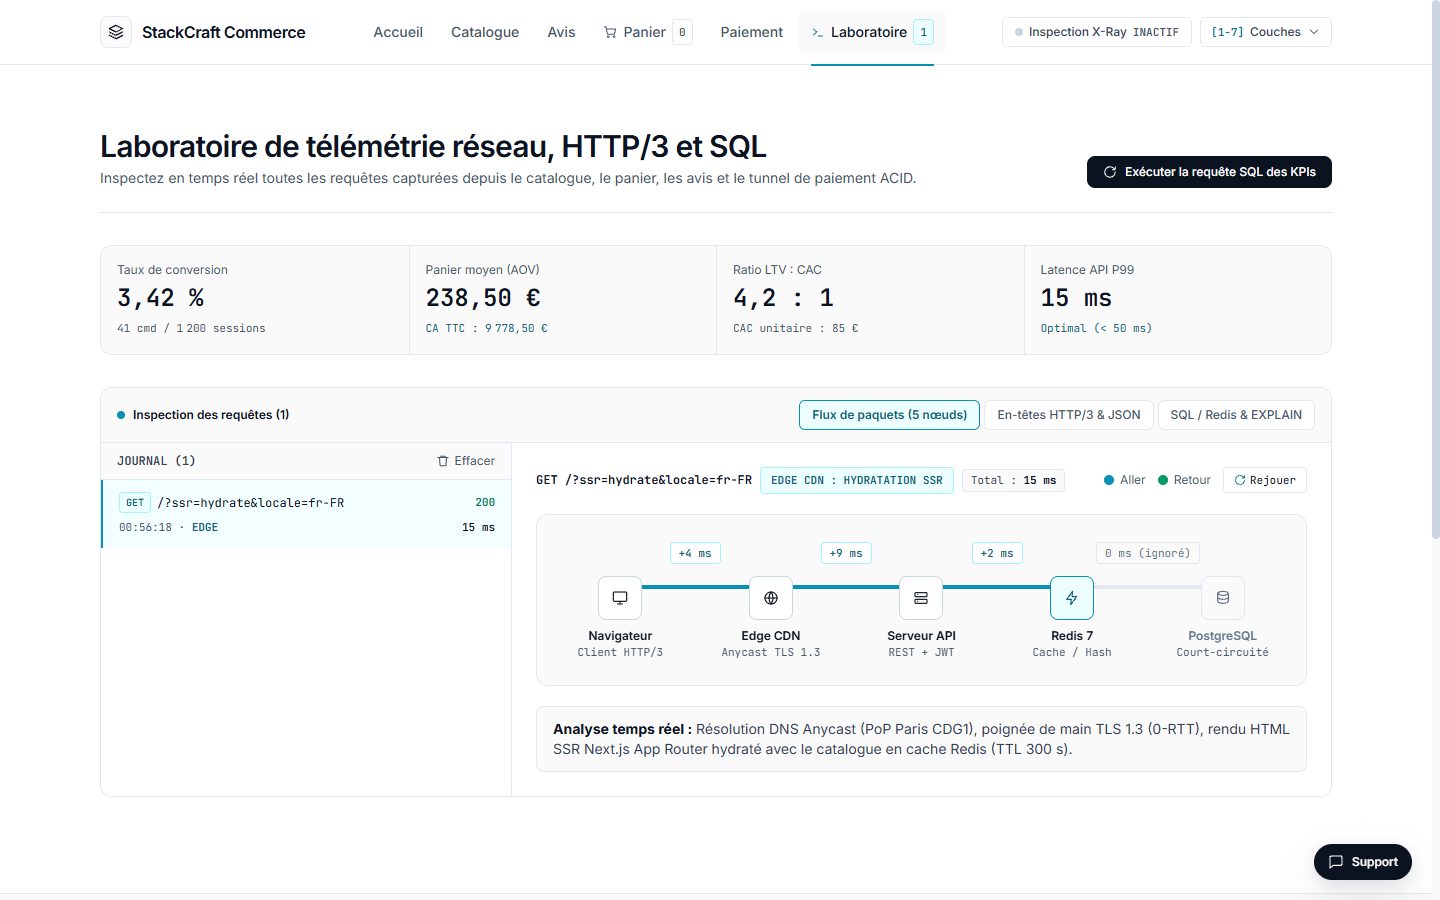 StackCraft Commerce
Accueil
Catalogue
Avis
Panier 0
Paiement
Laboratoire 1
Inspection X-Ray INACTIF
[1-7] Couches
Laboratoire de télémétrie réseau, HTTP/3 et SQL
Inspectez en temps réel toutes les requêtes capturées depuis le catalogue, le panier, les avis et le tunnel de paiement ACID.
Exécuter la requête SQL des KPIs
Taux de conversion
3,42 %
41 cmd / 1 200 sessions
Panier moyen (AOV)
238,50 €
CA TTC : 9 778,50 €
Ratio LTV : CAC
4,2 : 1
CAC unitaire : 85 €
Latence API P99
15 ms
Optimal (< 50 ms)
Inspection des requêtes (1)
Flux de paquets (5 nœuds)
En-têtes HTTP/3 & JSON
SQL / Redis & EXPLAIN
JOURNAL (1)
Effacer
GET /?ssr=hydrate&locale=fr-FR 200
00:56:18 · EDGE 15 ms
GET /?ssr=hydrate&locale=fr-FR
EDGE CDN : HYDRATATION SSR
Total : 15 ms
Aller
Retour
Rejouer
+4 ms
+9 ms
+2 ms
0 ms (ignoré)
Navigateur
Client HTTP/3
Edge CDN
Anycast TLS 1.3
Serveur API
REST + JWT
Redis 7
Cache / Hash
PostgreSQL
Court-circuité
Analyse temps réel : Résolution DNS Anycast (PoP Paris CDG1), poignée de main TLS 1.3 (0-RTT), rendu HTML
SSR Next.js App Router hydraté avec le catalogue en cache Redis (TTL 300 s).
Support